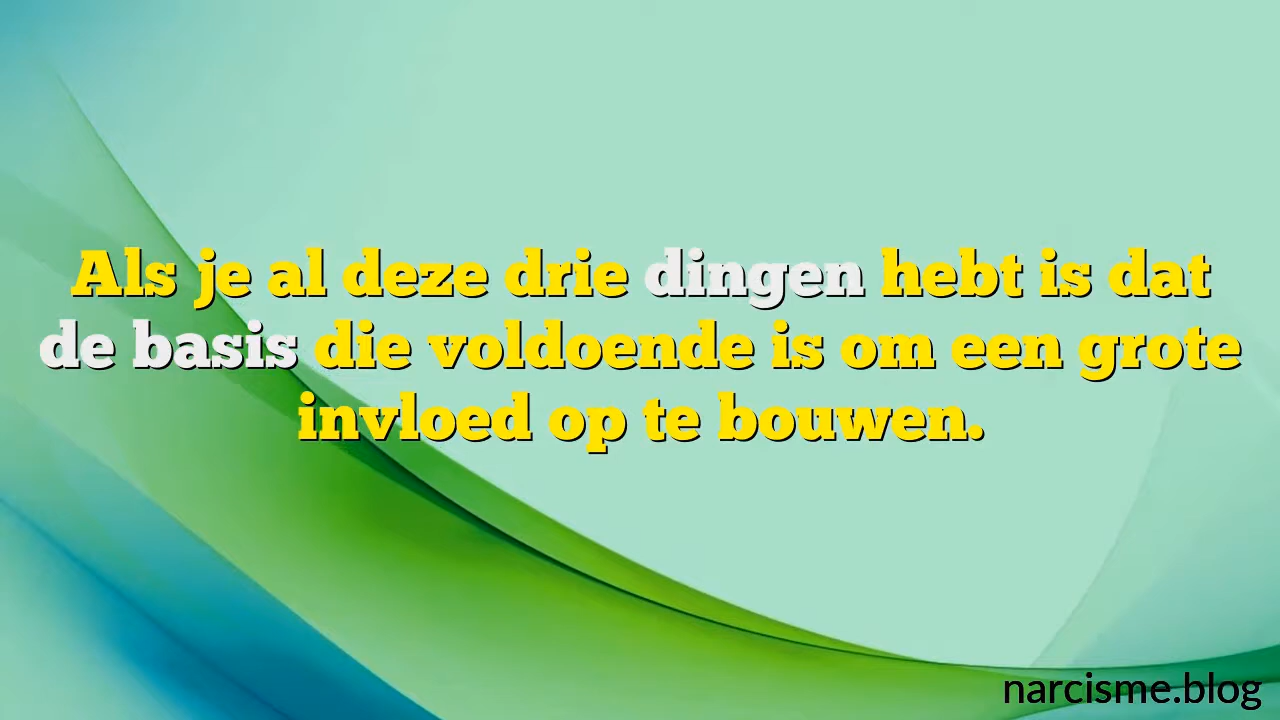 Als je al deze drie dingen hebt is dat
de basis die voldoende is om een grote
invloed op te bouwen.
narcisme.blog